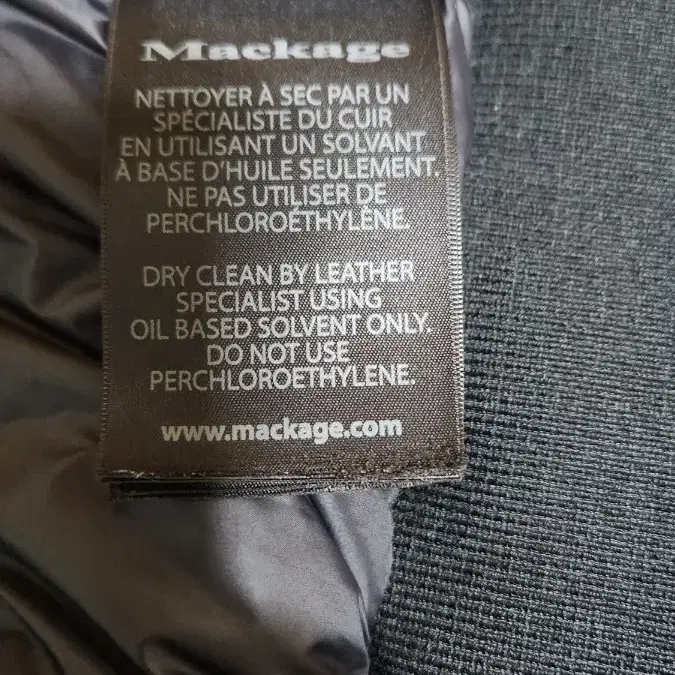 Mackage
NETTOYER À SEC PAR UN
SPÉCIALISTE DU CUIR
EN UTILISANT UN SOLVANT
À BASE D'HUILE SEULEMENT.
NE PAS UTILISER DE
PERCHLOROÉTHYLÈNE.
DRY CLEAN BY LEATHER
SPECIALIST USING
OIL BASED SOLVENT ONLY.
DO NOT USE
PERCHLOROETHYLENE.
www.mackage.com